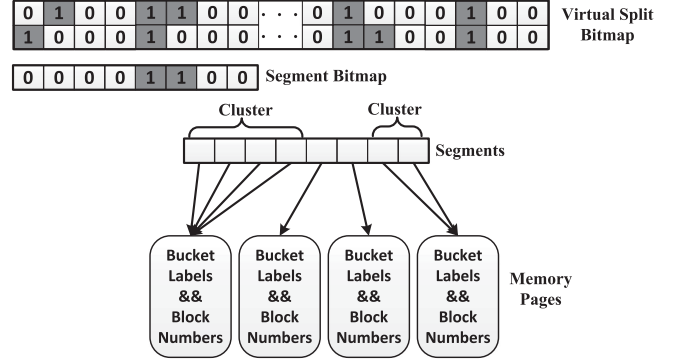 0 1 0 0 1 1 0 0 · · · 0 1 0 0 0 1 0 0
Virtual Split
Bitmap
1 0 0 0 1 0 0 0 · · · 0 1 1 0 0 1 0 0
0 0 0 0 1 1 0 0
Segment Bitmap
Cluster
Cluster
Segments
Bucket
Labels
&&
Block
Numbers
Bucket
Labels
&&
Block
Numbers
Bucket
Labels
&&
Block
Numbers
Bucket
Labels
&&
Block
Numbers
Memory
Pages